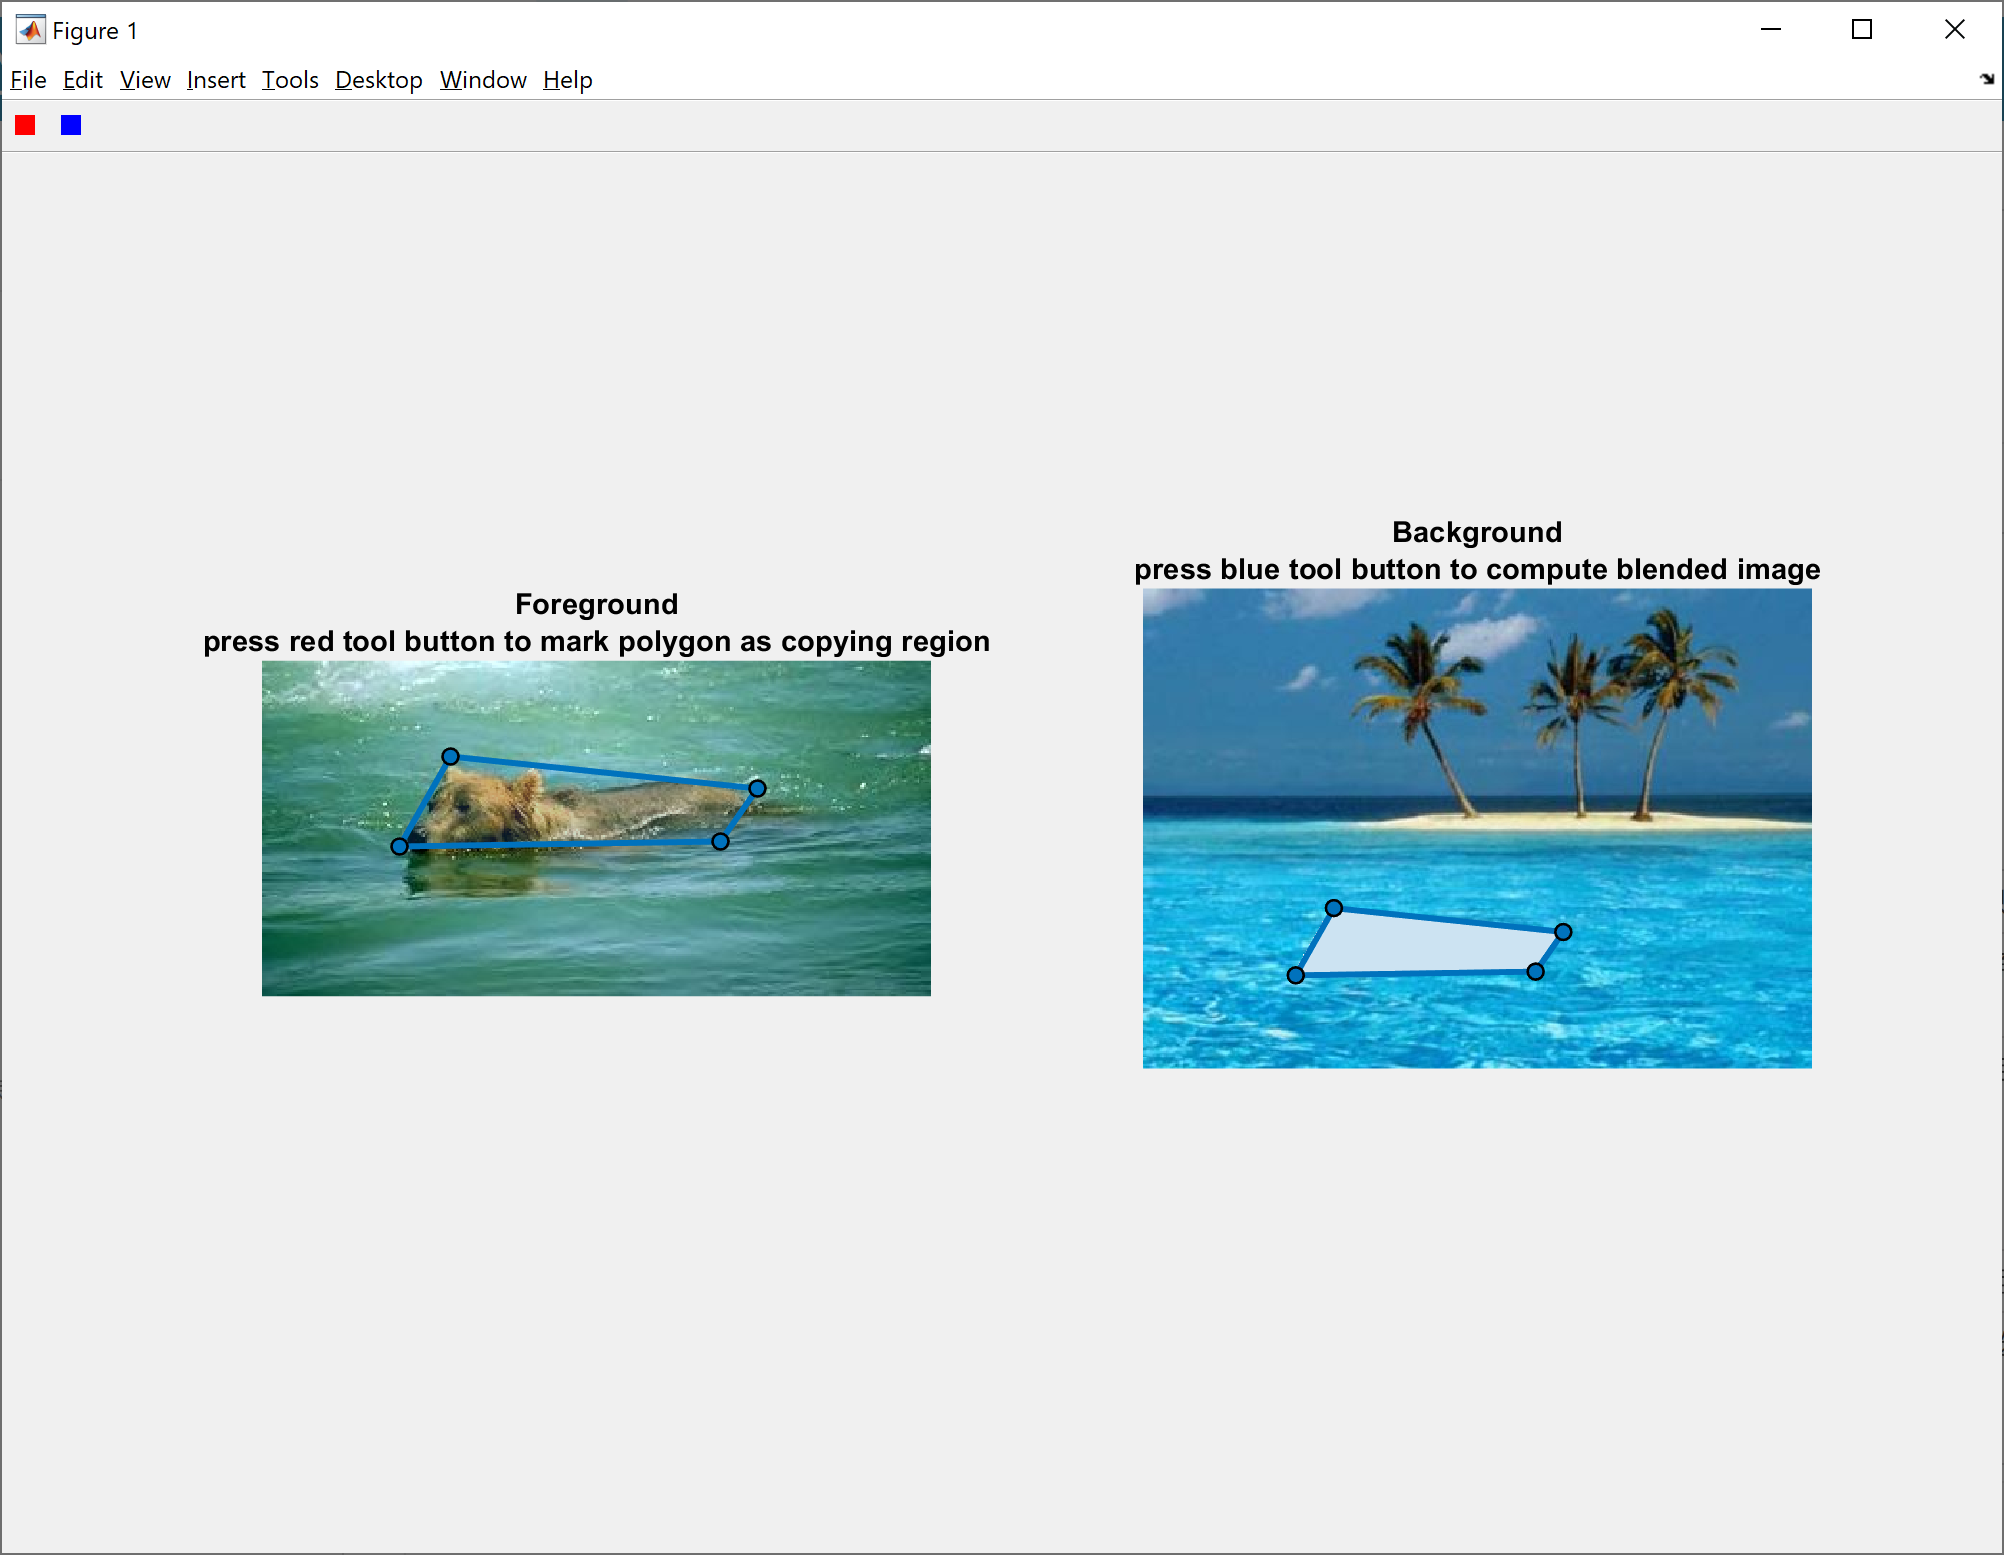 Figure 1
File Edit View Insert Tools Desktop Window Help
Background
press blue tool button to compute blended image
Foreground
press red tool button to mark polygon as copying region